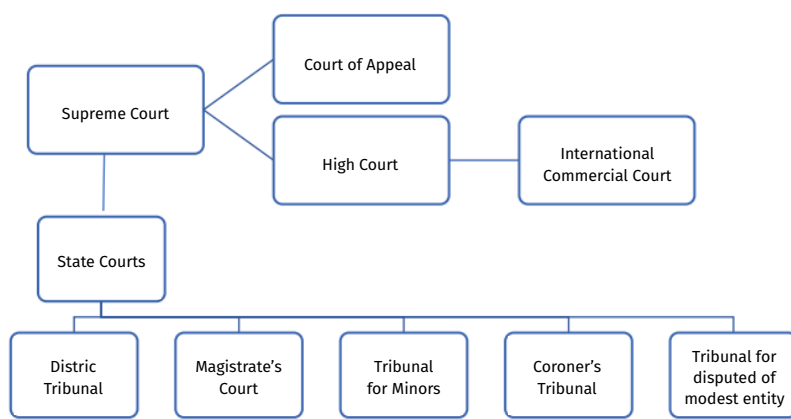 Court of Appeal
Supreme Court
High Court
International
Commercial Court
State Courts
Distric
Tribunal
Magistrate’s
Court
Tribunal
for Minors
Coroner’s
Tribunal
Tribunal for
disputed of
modest entity